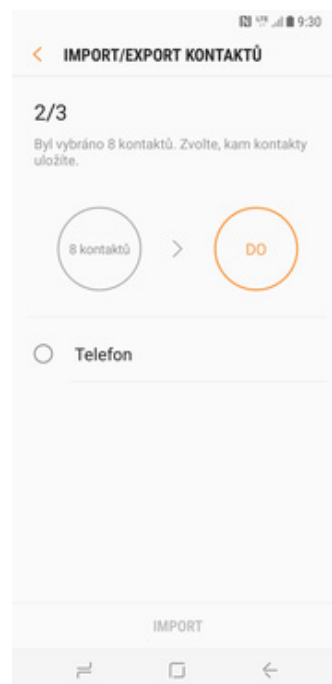 LTE 9:30
IMPORT/EXPORT KONTAKTŮ
2/3
Byl vybráno 8 kontaktů. Zvolte, kam kontakty
uložíte.
8 kontaktů > DO
Telefon
IMPORT